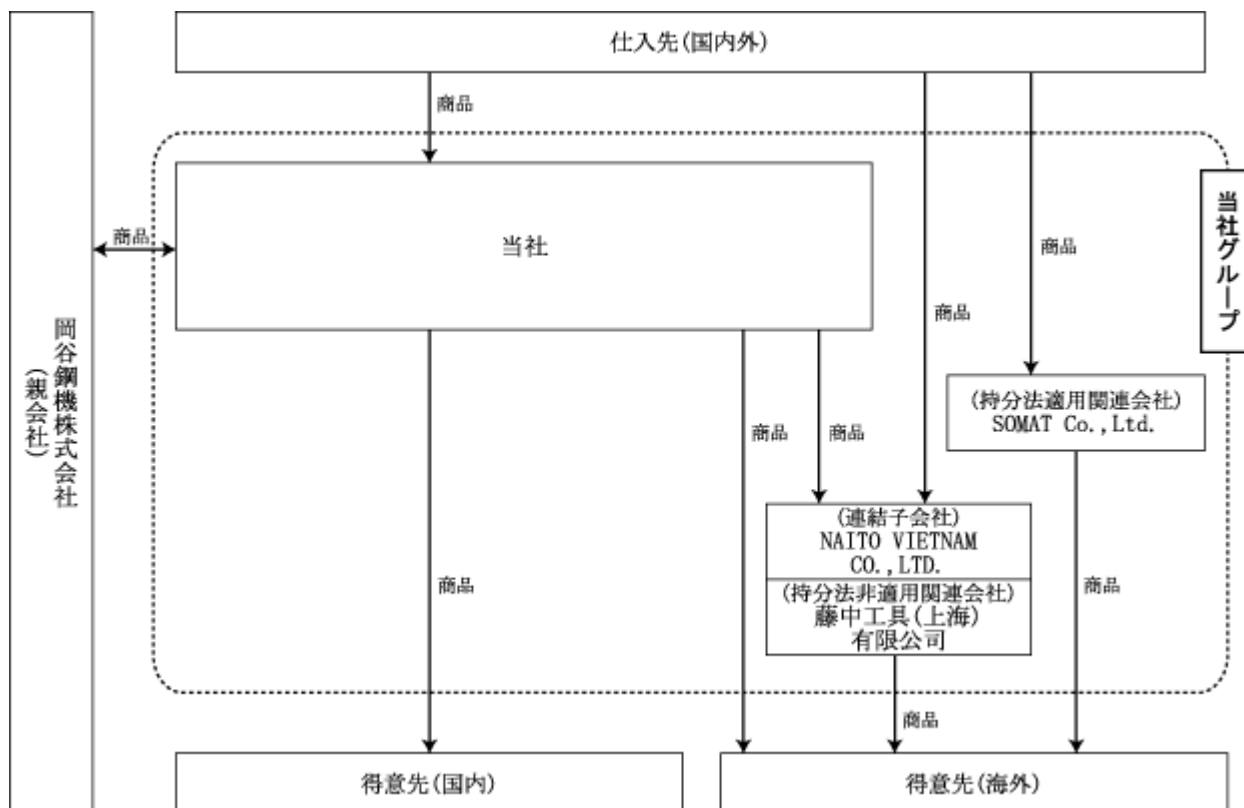 仕入先(国内外)
商品
当社グループ
当社
商品
商品
商品
岡谷鋼機株式会社
(親会社)
(持分法適用関連会社)
SOMAT Co.,Ltd.
商品
商品
(連結子会社)
NAITO VIETNAM
CO.,LTD.
(持分法非適用関連会社)
藤中工具(上海)
有限公司
商品
商品
商品
得意先(国内)
得意先(海外)